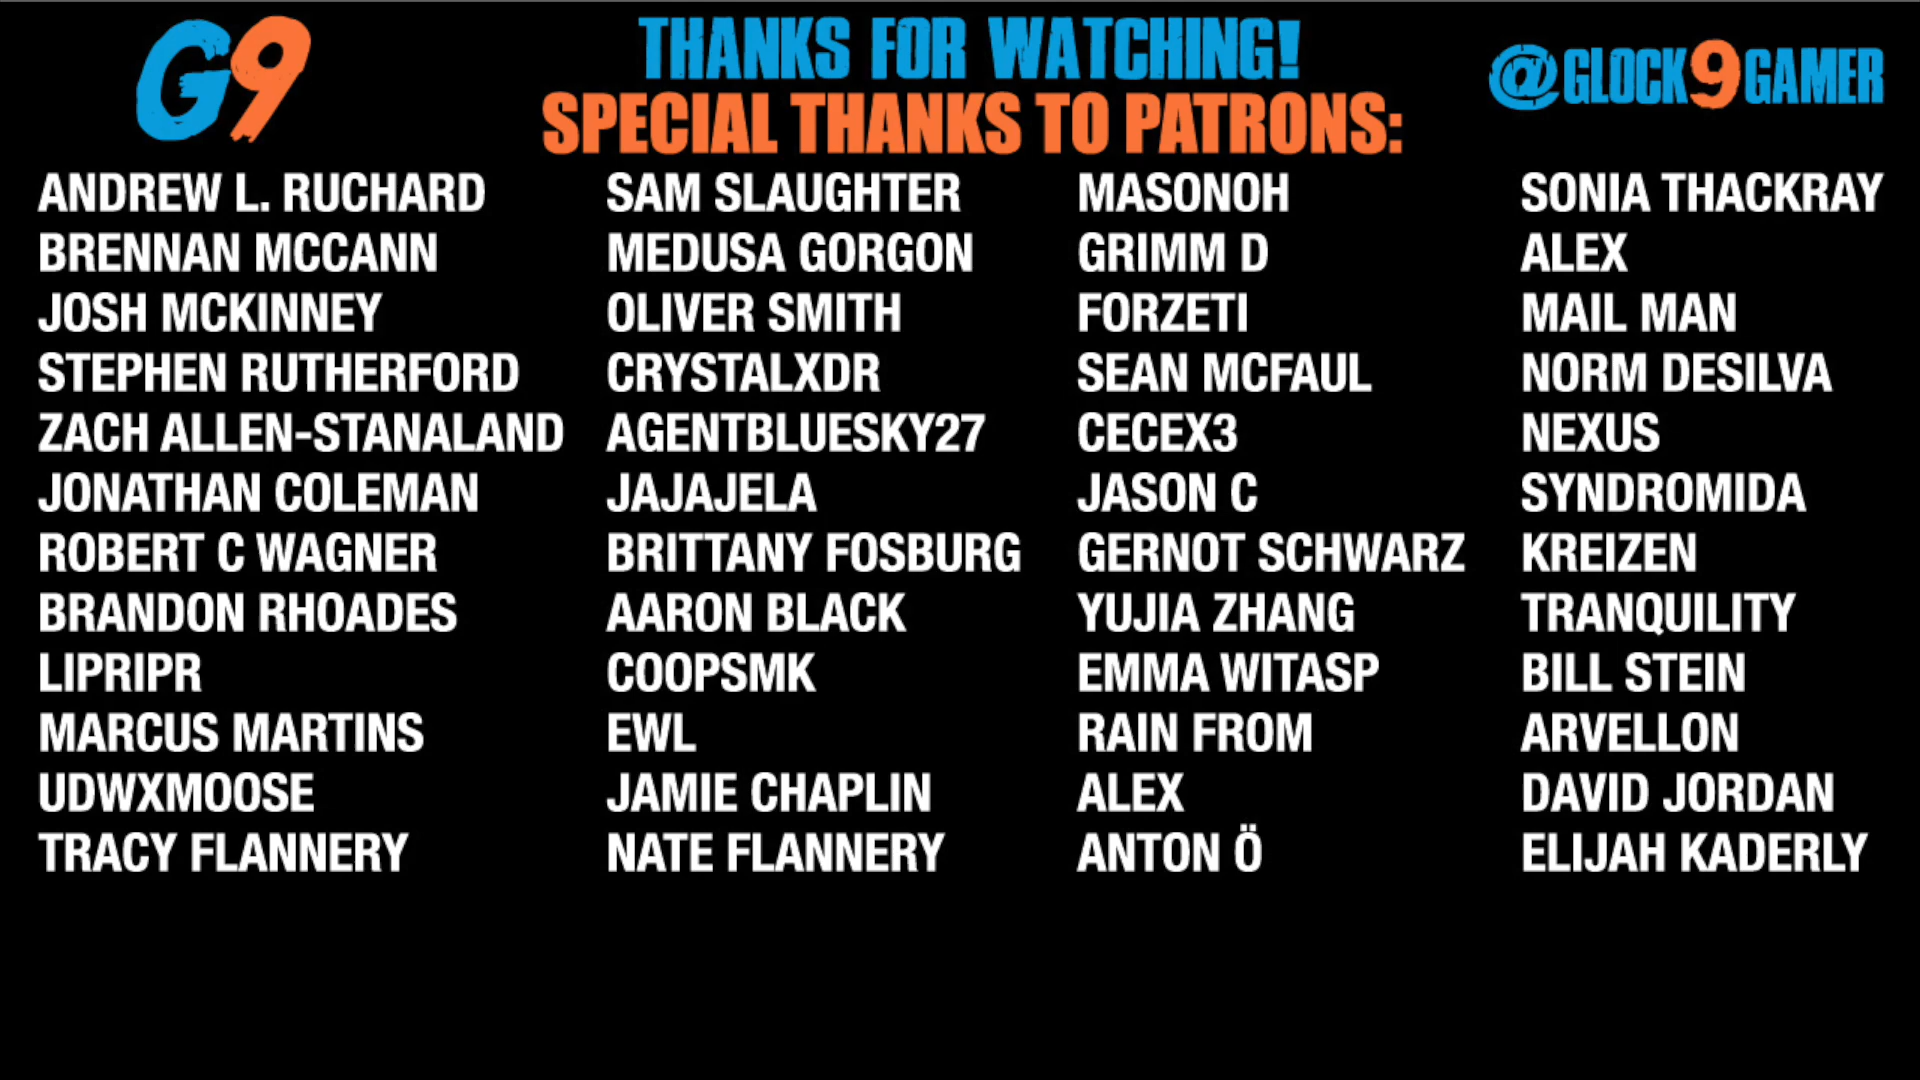 G9
THANKS FOR WATCHING!
SPECIAL THANKS TO PATRONS:
@GLOCK9GAMER
ANDREW L. RUCHARD
BRENNAN MCCANN
JOSH MCKINNEY
STEPHEN RUTHERFORD
ZACH ALLEN-STANALAND
JONATHAN COLEMAN
ROBERT C WAGNER
BRANDON RHOADES
LIPRIPR
MARCUS MARTINS
UDWXMOOSE
TRACY FLANNERY
SAM SLAUGHTER
MEDUSA GORGON
OLIVER SMITH
CRYSTALXDR
AGENTBLUESKY27
JAJAJELA
BRITTANY FOSBURG
AARON BLACK
COOPSMK
EWL
JAMIE CHAPLIN
NATE FLANNERY
MASONOH
GRIMM D
FORZETI
SEAN MCFAUL
CECEX3
JASON C
GERNOT SCHWARZ
YUJIA ZHANG
EMMA WITASP
RAIN FROM
ALEX
ANTON Ö
SONIA THACKRAY
ALEX
MAIL MAN
NORM DESILVA
NEXUS
SYNDROMIDA
KREIZEN
TRANQUILITY
BILL STEIN
ARVELLON
DAVID JORDAN
ELIJAH KADERLY